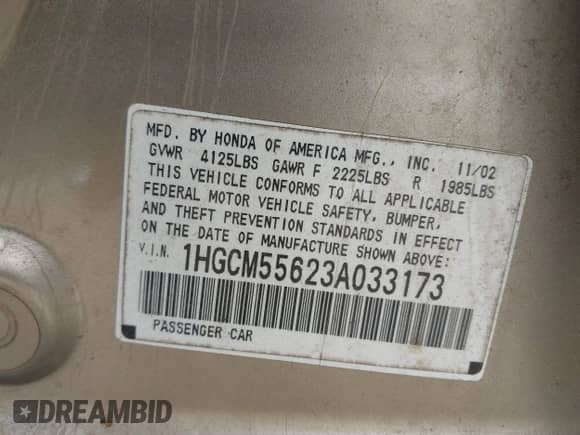 MFD. BY HONDA OF AMERICA MFG., INC. 11/02
GVWR 4125LBS GAWR F 2225LBS R 1985LBS
THIS VEHICLE CONFORMS TO ALL APPLICABLE
FEDERAL MOTOR VEHICLE SAFETY, BUMPER,
AND THEFT PREVENTION STANDARDS IN EFFECT
ON THE DATE OF MANUFACTURE SHOWN ABOVE:
V.I.N. 1HGCM55623A033173
PASSENGER CAR
DREAMBID